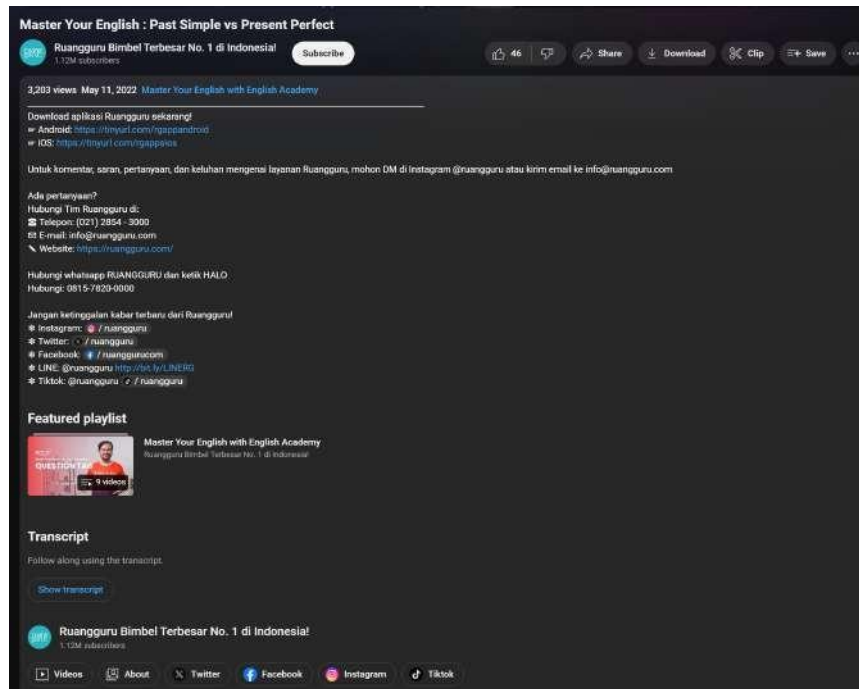 Master Your English : Past Simple vs Present Perfect
Ruangguru Bimbel Terbesar No. 1 di Indonesia!
1.12M subscribers
Subscribe
46
Share
Download
Clip
Save
3,203 views May 11, 2022 Master Your English with English Academy
Download aplikasi Ruangguru sekarang!
Android: https://tinyurl.com/rgappandroid
iOS: https://tinyurl.com/rgappsios
Untuk komentar, saran, pertanyaan, dan keluhan mengenai layanan Ruangguru, mohon DM di Instagram @ruangguru atau kirim email ke info@ruangguru.com
Ada pertanyaan?
Hubungi Tim Ruangguru di:
Telepon: (021) 2854 - 3000
E-mail: info@ruangguru.com
Website: https://ruangguru.com/
Hubungi whatsapp RUANGGURU dan ketik HALO
Hubungi: 0815-7820-0000
Jangan ketinggalan kabar terbaru dari Ruangguru!
Instagram: / ruangguru
Twitter: / ruangguru
Facebook: / ruanggurucom
LINE: @ruangguru http://bit.ly/LINERG
Tiktok: @ruangguru / ruangguru
Featured playlist
QUESTION TAG
9 videos
Master Your English with English Academy
Ruangguru Bimbel Terbesar No. 1 di Indonesia!
Transcript
Follow along using the transcript.
Show transcript
Ruangguru Bimbel Terbesar No. 1 di Indonesia!
1.12M subscribers
Videos
About
Twitter
Facebook
Instagram
Tiktok